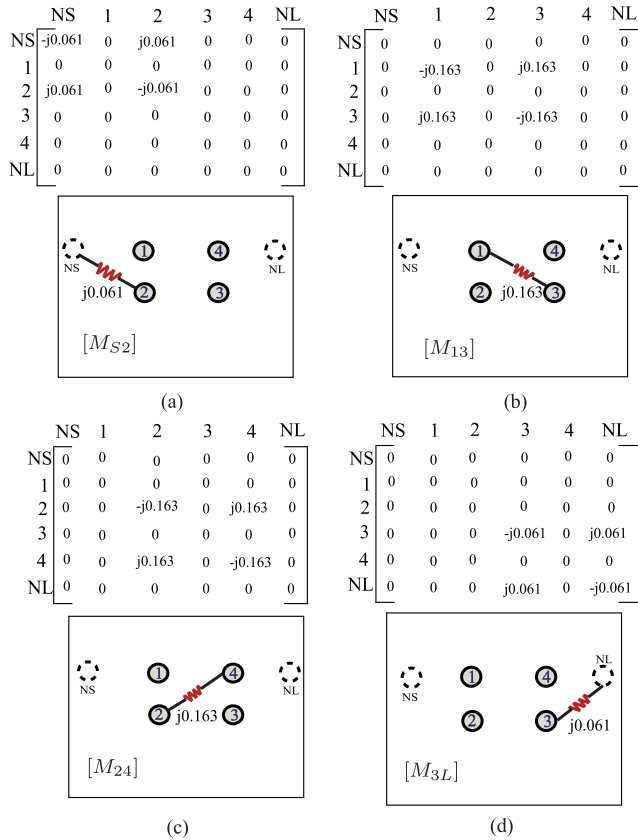 NS 1 2 3 4 NL
NS -j0.061 0 j0.061 0 0 0
1 0 0 0 0 0 0
2 j0.061 0 -j0.061 0 0 0
3 0 0 0 0 0 0
4 0 0 0 0 0 0
NL 0 0 0 0 0 0
1 4
NS NL
2 3
j0.061
[M_{S2}]
(a)
NS 1 2 3 4 NL
NS 0 0 0 0 0 0
1 0 -j0.163 0 j0.163 0 0
2 0 0 0 0 0 0
3 0 j0.163 0 -j0.163 0 0
4 0 0 0 0 0 0
NL 0 0 0 0 0 0
1 4
NS NL
2 3
j0.163
[M_{13}]
(b)
NS 1 2 3 4 NL
NS 0 0 0 0 0 0
1 0 0 0 0 0 0
2 0 0 -j0.163 0 j0.163 0
3 0 0 0 0 0 0
4 0 0 j0.163 0 -j0.163 0
NL 0 0 0 0 0 0
1 4
NS NL
2 3
j0.163
[M_{24}]
(c)
NS 1 2 3 4 NL
NS 0 0 0 0 0 0
1 0 0 0 0 0 0
2 0 0 0 0 0 0
3 0 0 0 -j0.061 0 j0.061
4 0 0 0 0 0 0
NL 0 0 0 j0.061 0 -j0.061
NL
1 4
NS
2 3
j0.061
[M_{3L}]
(d)